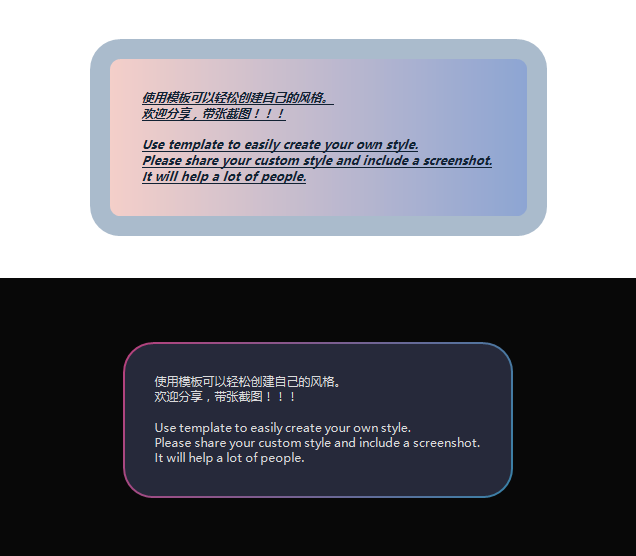 使用模板可以轻松创建自己的风格。
欢迎分享，带张截图！！！
Use template to easily create your own style.
Please share your custom style and include a screenshot.
It will help a lot of people.
使用模板可以轻松创建自己的风格。
欢迎分享，带张截图！！！
Use template to easily create your own style.
Please share your custom style and include a screenshot.
It will help a lot of people.